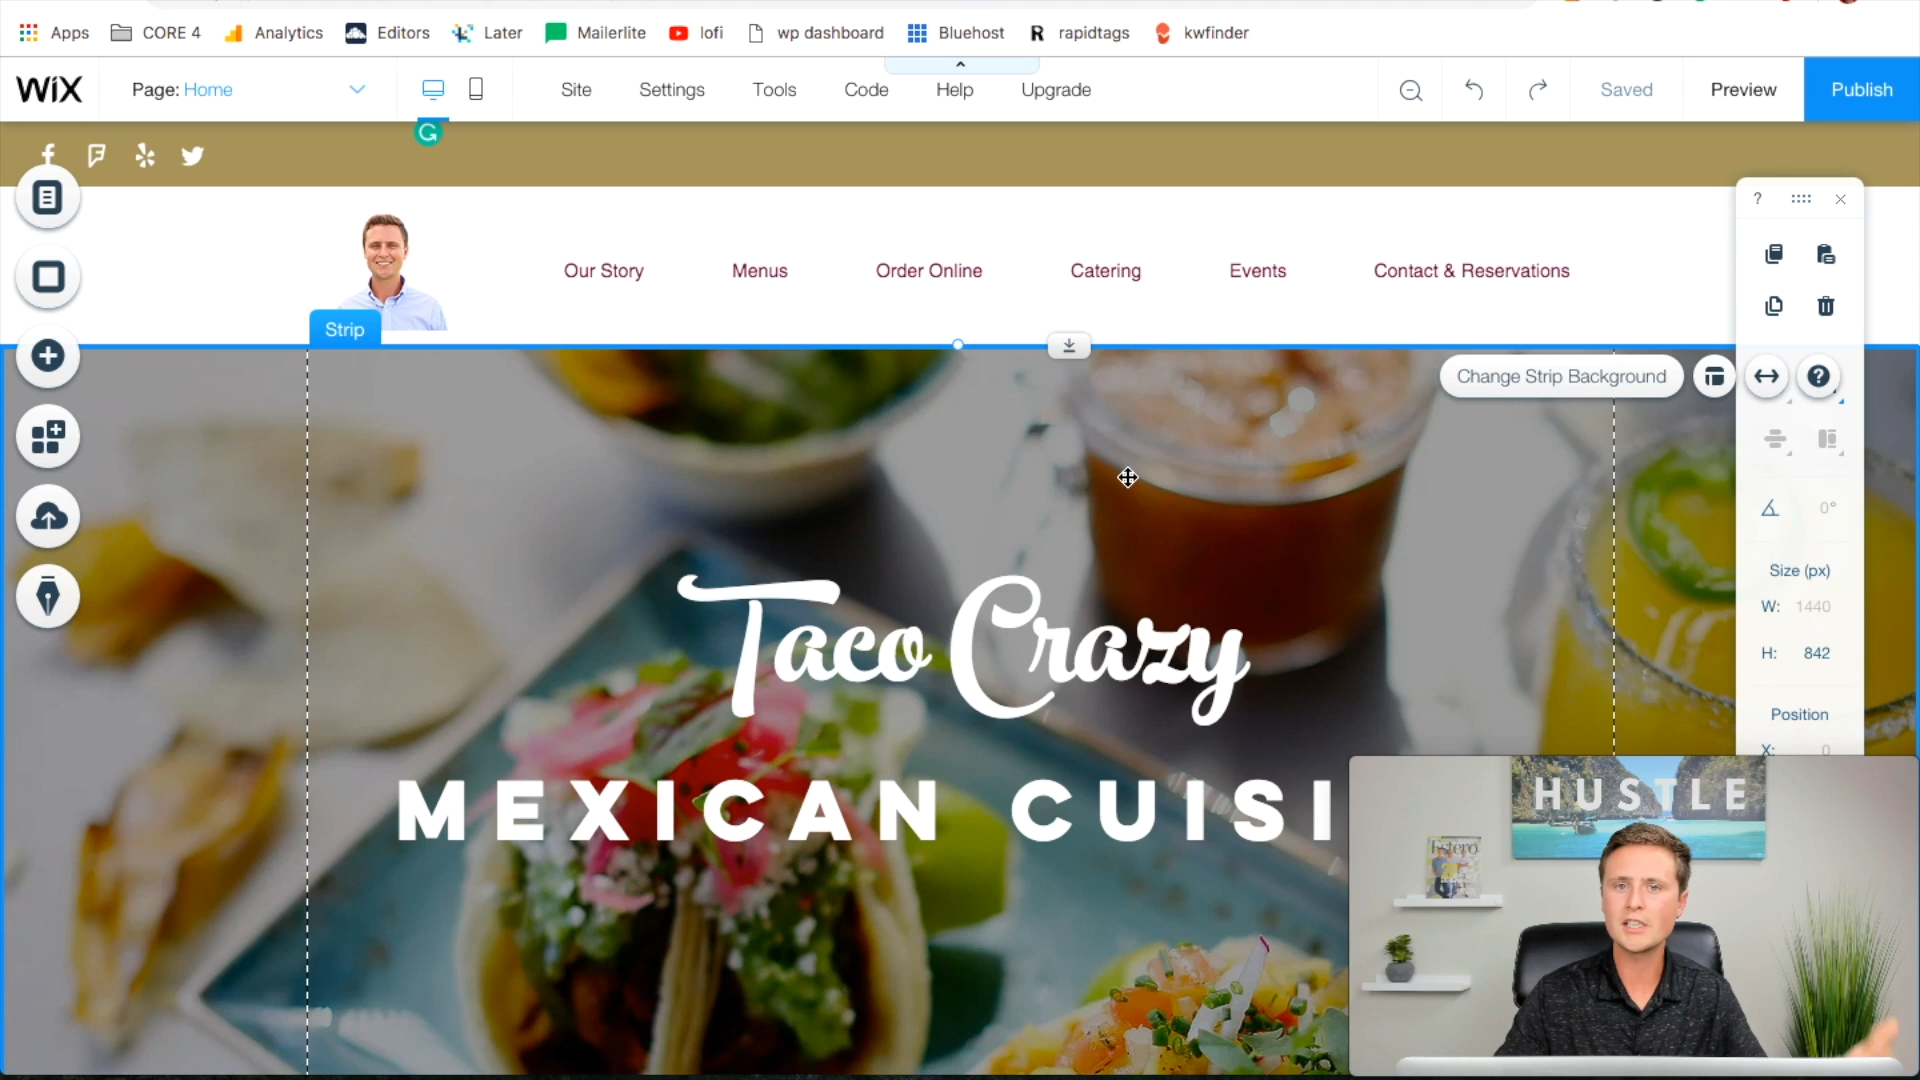 Apps CORE 4 Analytics Editors Later Mailerlite lofi wp dashboard Bluehost R rapidtags kwfinder
WiX Page: Home Site Settings Tools Code Help Upgrade Saved Preview Publish
?
Our Story Menus Order Online Catering Events Contact & Reservations
Strip
Change Strip Background ?
0°
Size (px)
W: 1440
H: 842
Position
X: 0
Taco Crazy
MEXICAN CUISI
HUSTLE
Estero